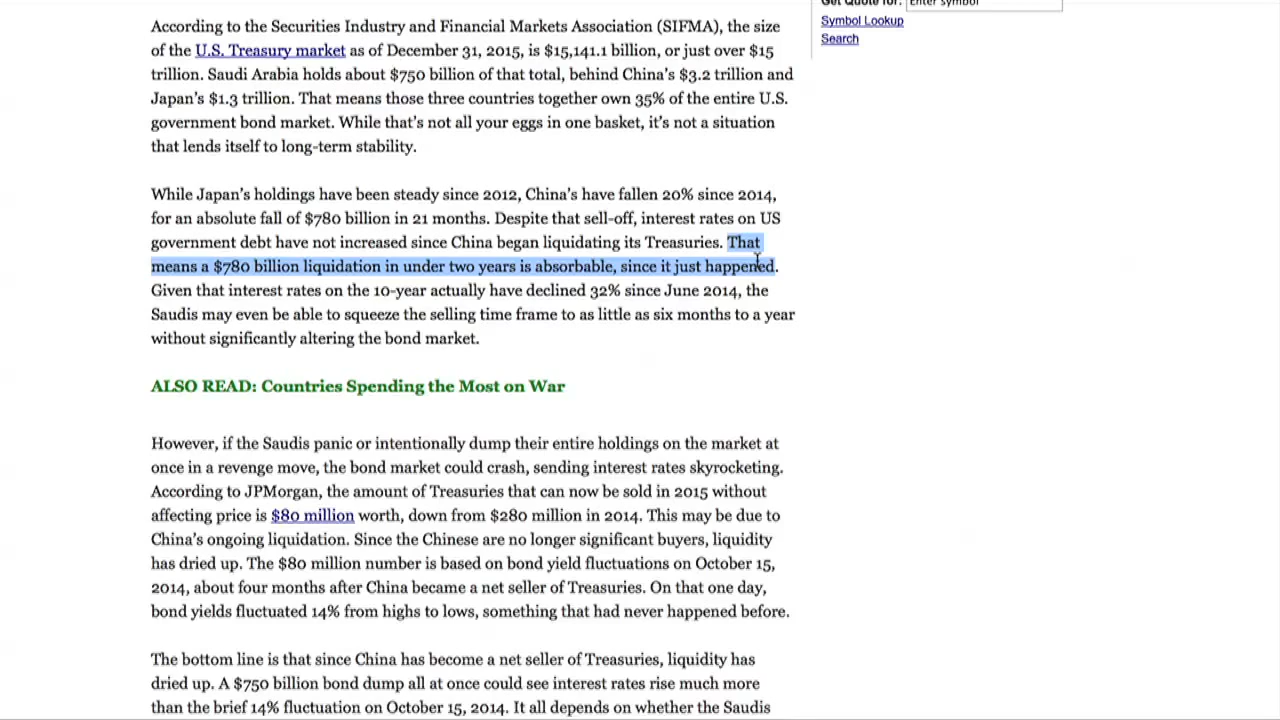 Get Quote for: Enter symbol
Symbol Lookup
Search
According to the Securities Industry and Financial Markets Association (SIFMA), the size
of the U.S. Treasury market as of December 31, 2015, is $15,141.1 billion, or just over $15
trillion. Saudi Arabia holds about $750 billion of that total, behind China's $3.2 trillion and
Japan's $1.3 trillion. That means those three countries together own 35% of the entire U.S.
government bond market. While that's not all your eggs in one basket, it's not a situation
that lends itself to long-term stability.
While Japan's holdings have been steady since 2012, China's have fallen 20% since 2014,
for an absolute fall of $780 billion in 21 months. Despite that sell-off, interest rates on US
government debt have not increased since China began liquidating its Treasuries. That
means a $780 billion liquidation in under two years is absorbable, since it just happened.
Given that interest rates on the 10-year actually have declined 32% since June 2014, the
Saudis may even be able to squeeze the selling time frame to as little as six months to a year
without significantly altering the bond market.
ALSO READ: Countries Spending the Most on War
However, if the Saudis panic or intentionally dump their entire holdings on the market at
once in a revenge move, the bond market could crash, sending interest rates skyrocketing.
According to JPMorgan, the amount of Treasuries that can now be sold in 2015 without
affecting price is $80 million worth, down from $280 million in 2014. This may be due to
China's ongoing liquidation. Since the Chinese are no longer significant buyers, liquidity
has dried up. The $80 million number is based on bond yield fluctuations on October 15,
2014, about four months after China became a net seller of Treasuries. On that one day,
bond yields fluctuated 14% from highs to lows, something that had never happened before.
The bottom line is that since China has become a net seller of Treasuries, liquidity has
dried up. A $750 billion bond dump all at once could see interest rates rise much more
than the brief 14% fluctuation on October 15, 2014. It all depends on whether the Saudis